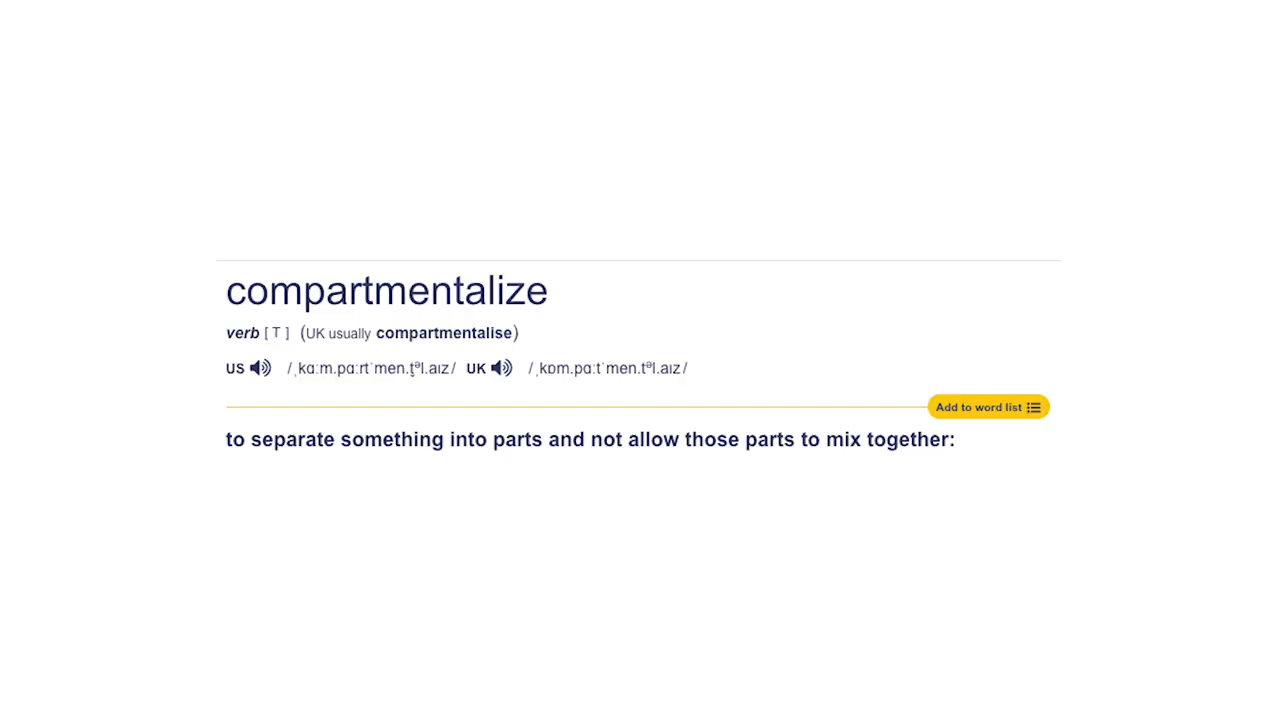 compartmentalize
verb [ T ] (UK usually compartmentalise)
US /ˌkɑːm.pɑːrtˈmen.t̬ᵊl.aɪz/ UK /ˌkɒm.pɑːtˈmen.tᵊl.aɪz/
Add to word list
to separate something into parts and not allow those parts to mix together: